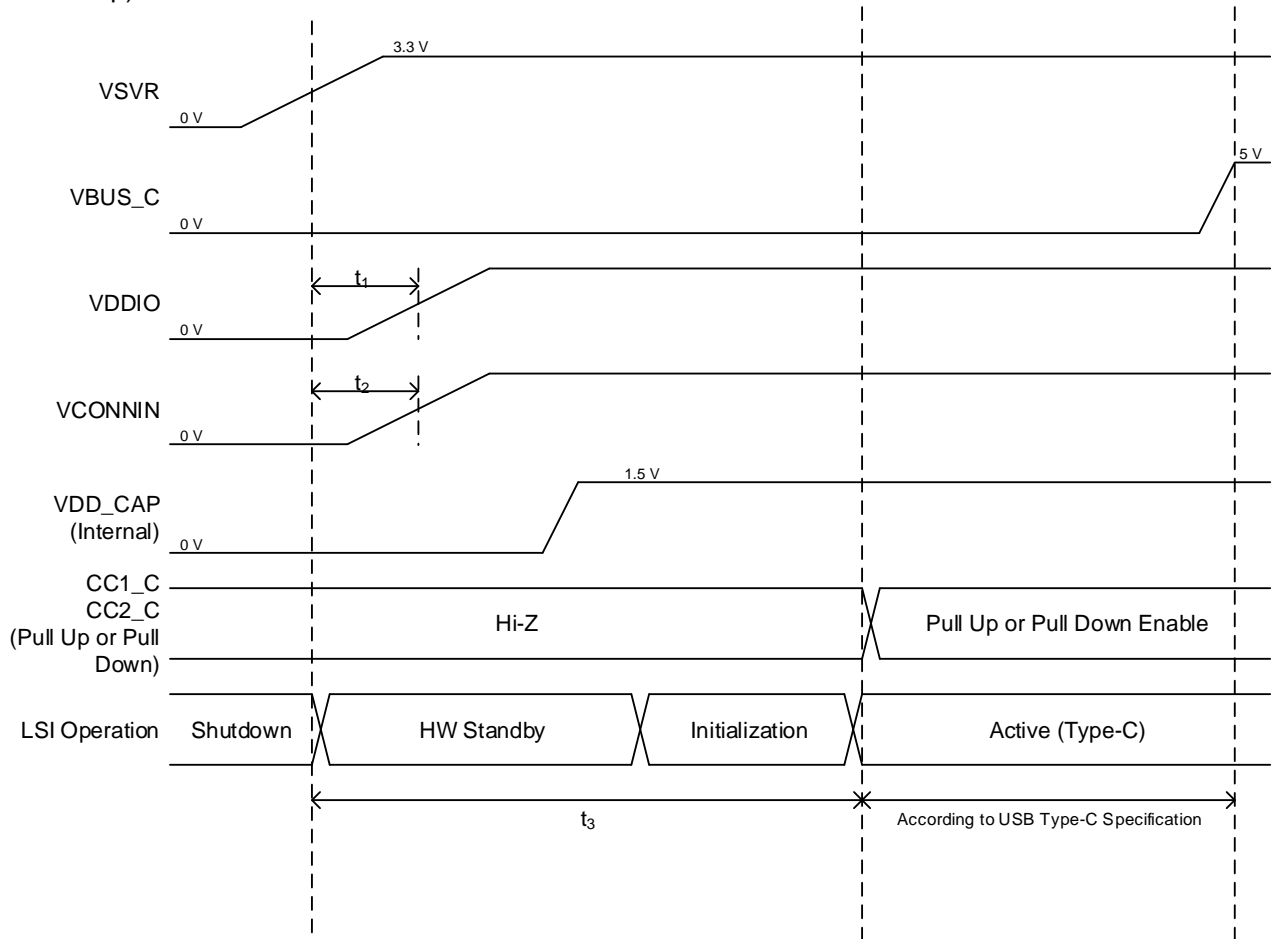 3.3 V
VSVR
0 V
5 V
VBUS_C
0 V
t1
VDDIO
0 V
t2
VCONNIN
0 V
1.5 V
VDD_CAP
(Internal)
0 V
CC1_C
CC2_C
(Pull Up or Pull
Down)
Hi-Z
Pull Up or Pull Down Enable
LSI Operation
Shutdown
HW Standby
Initialization
Active (Type-C)
t3
According to USB Type-C Specification